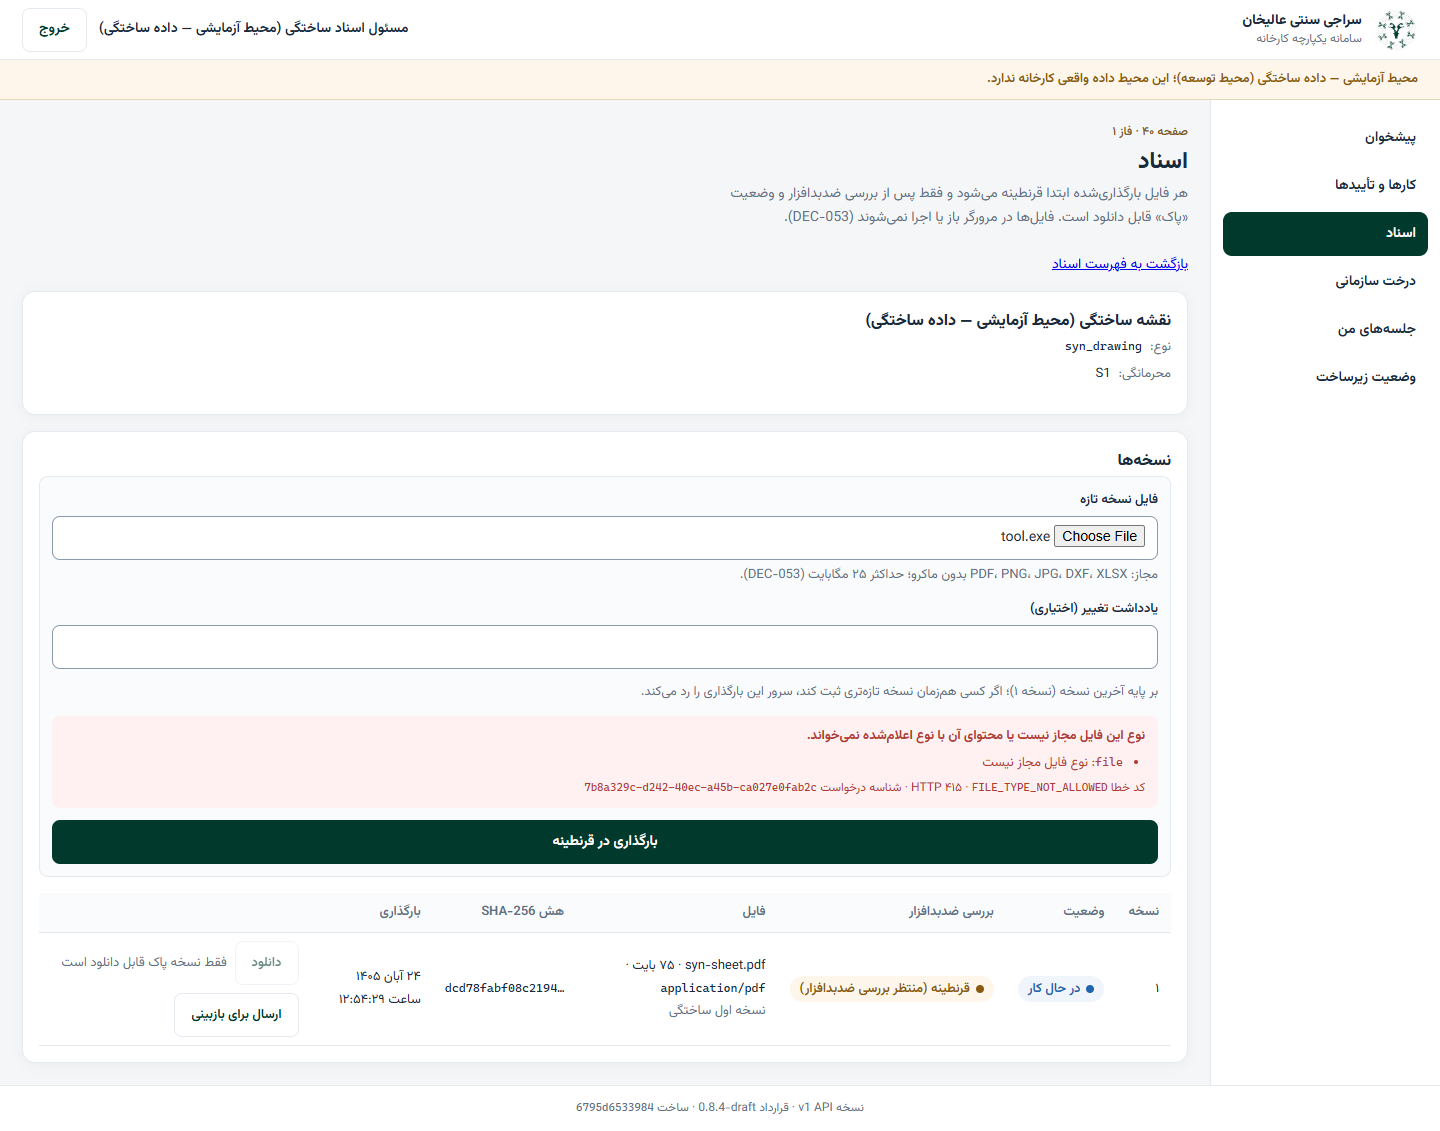 سراجی سنتی عالیخان
سامانه یکپارچه کارخانه
مسئول اسناد ساختگی (محیط آزمایشی – داده ساختگی)
خروج
محیط آزمایشی – داده ساختگی (محیط توسعه)؛ این محیط داده واقعی کارخانه ندارد.
پیشخوان
کارها و تأییدها
اسناد
درخت سازمانی
جلسه‌های من
وضعیت زیرساخت
صفحه ۴۰ · فاز ۱
اسناد
هر فایل بارگذاری‌شده ابتدا قرنطینه می‌شود و فقط پس از بررسی ضدبدافزار و وضعیت
«پاک» قابل دانلود است. فایل‌ها در مرورگر باز یا اجرا نمی‌شوند (DEC-053).
بازگشت به فهرست اسناد
نقشه ساختگی (محیط آزمایشی – داده ساختگی)
نوع: syn_drawing
محرمانگی: S1
نسخه‌ها
فایل نسخه تازه
Choose File tool.exe
مجاز: PDF، PNG، JPG، DXF، XLSX بدون ماکرو؛ حداکثر ۲۵ مگابایت (DEC-053).
یادداشت تغییر (اختیاری)
بر پایه آخرین نسخه (نسخه ۱)؛ اگر کسی هم‌زمان نسخه تازه‌تری ثبت کند، سرور این بارگذاری را رد می‌کند.
نوع این فایل مجاز نیست یا محتوای آن با نوع اعلام‌شده نمی‌خواند.
• file: نوع فایل مجاز نیست
کد خطا FILE_TYPE_NOT_ALLOWED · HTTP ۴۱۵ · شناسه درخواست 7b8a329c-d242-40ec-a45b-ca027e0fab2c
بارگذاری در قرنطینه
نسخه وضعیت بررسی ضدبدافزار فایل هش SHA-256 بارگذاری
۱
در حال کار
قرنطینه (منتظر بررسی ضدبدافزار)
syn-sheet.pdf · ۷۵ بایت ·
application/pdf
نسخه اول ساختگی
dcd78fabf08c2194…
۲۴ آبان ۱۴۰۵
ساعت ۱۲:۵۴:۲۹
دانلود فقط نسخه پاک قابل دانلود است
ارسال برای بازبینی
نسخه API v1 · قرارداد 0.8.4-draft · ساخت 6795d6533984